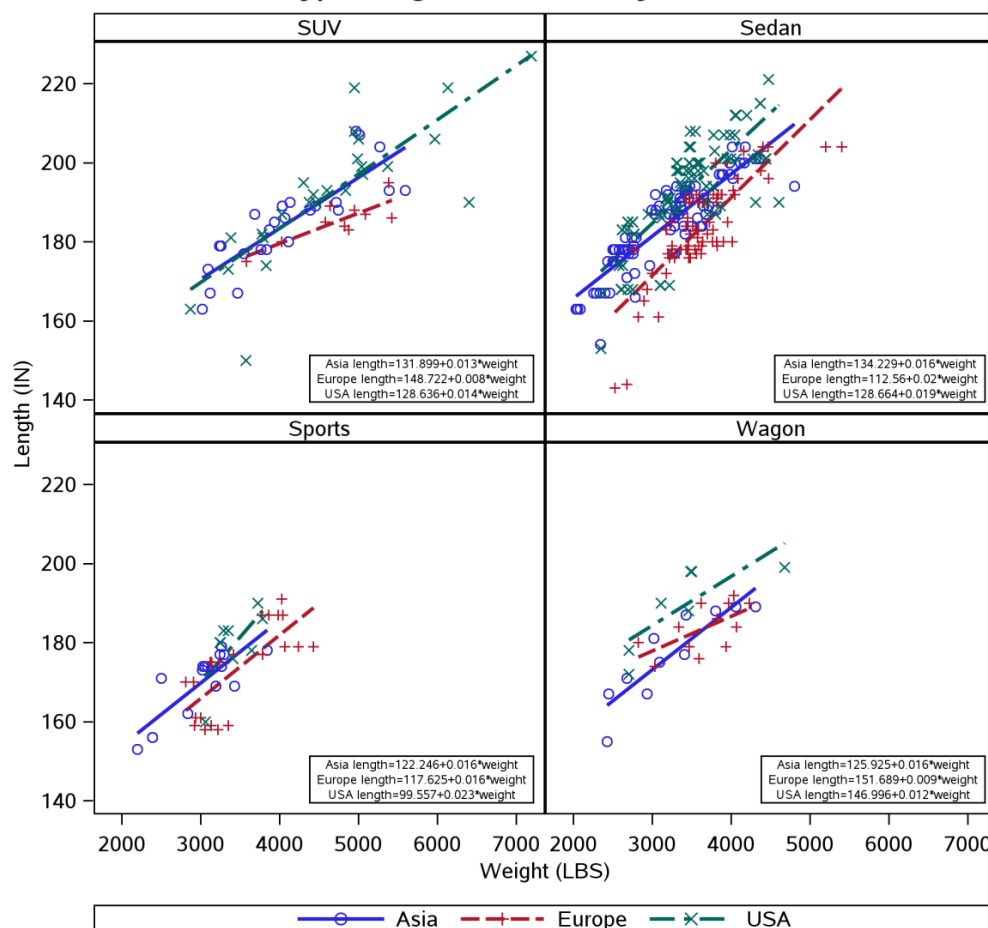 SUV
Sedan
220
200
180
160
140
Asia length=131.899+0.013*weight
Europe length=148.722+0.008*weight
USA length=128.636+0.014*weight
Asia length=134.229+0.016*weight
Europe length=112.56+0.02*weight
USA length=128.664+0.019*weight
Length (IN)
Sports
Wagon
220
200
180
160
140
Asia length=122.246+0.016*weight
Europe length=117.625+0.016*weight
USA length=99.557+0.023*weight
Asia length=125.925+0.016*weight
Europe length=151.689+0.009*weight
USA length=146.996+0.012*weight
2000 3000 4000 5000 6000 7000
2000 3000 4000 5000 6000 7000
Weight (LBS)
Asia Europe USA